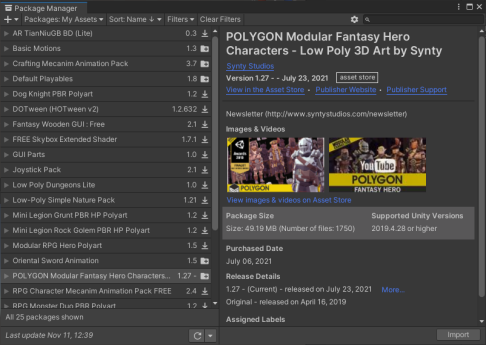 Package Manager
+ Packages: My Assets Sort: Name ↓ Filters Clear Filters
AR TianNiuGB BD (Lite) 0.3
Basic Motions 1.3
Crafting Mecanim Animation Pack 3.7
Default Playables 1.8
Dog Knight PBR Polyart 1.2
DOTween (HOTween v2) 1.2.632
Fantasy Wooden GUI : Free 2.1
FREE Skybox Extended Shader 1.7.1
GUI Parts 1.0
Joystick Pack 2.1
Low Poly Dungeons Lite 1.0
Low-Poly Simple Nature Pack 1.21
Mini Legion Grunt PBR HP Polyart 1.2
Mini Legion Rock Golem PBR HP Polyart 1.2
Modular RPG Hero Polyart 1.5
Oriental Sword Animation 1.5
POLYGON Modular Fantasy Hero Characters... 1.27 -
RPG Character Mecanim Animation Pack FREE 2.4
RPG Monster Duo PBR Polyart 1.2
All 25 packages shown
Last update Nov 11, 12:39
POLYGON Modular Fantasy Hero
Characters - Low Poly 3D Art by Synty
Synty Studios
Version 1.27 - - July 23, 2021 asset store
View in the Asset Store • Publisher Website • Publisher Support
Newsletter (http://www.syntystudios.com/newsletter)
Images & Videos
POLYGON
YouTube
POLYGON
FANTASY HERO
View images & videos on Asset Store
Package Size Supported Unity Versions
Size: 49.19 MB (Number of files: 1750) 2019.4.28 or higher
Purchased Date
July 06, 2021
Release Details
1.27 - (Current) - released on July 23, 2021 More...
Original - released on April 16, 2019
Assigned Labels
Import